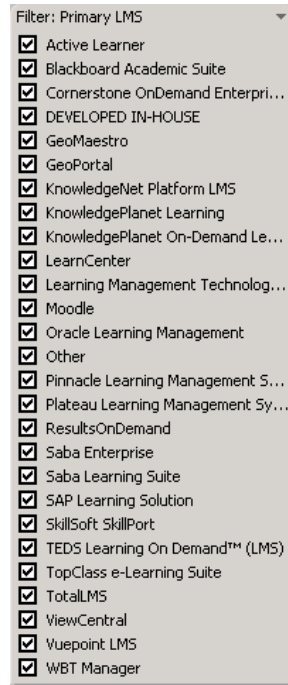 Filter: Primary LMS
Active Learner
Blackboard Academic Suite
Cornerstone OnDemand Enterpri...
DEVELOPED IN-HOUSE
GeoMaestro
GeoPortal
KnowledgeNet Platform LMS
KnowledgePlanet Learning
KnowledgePlanet On-Demand Le...
LearnCenter
Learning Management Technolog...
Moodle
Oracle Learning Management
Other
Pinnacle Learning Management S...
Plateau Learning Management Sy...
ResultsOnDemand
Saba Enterprise
Saba Learning Suite
SAP Learning Solution
SkillSoft SkillPort
TEDS Learning On Demand™ (LMS)
TopClass e-Learning Suite
TotalLMS
ViewCentral
Vuepoint LMS
WBT Manager